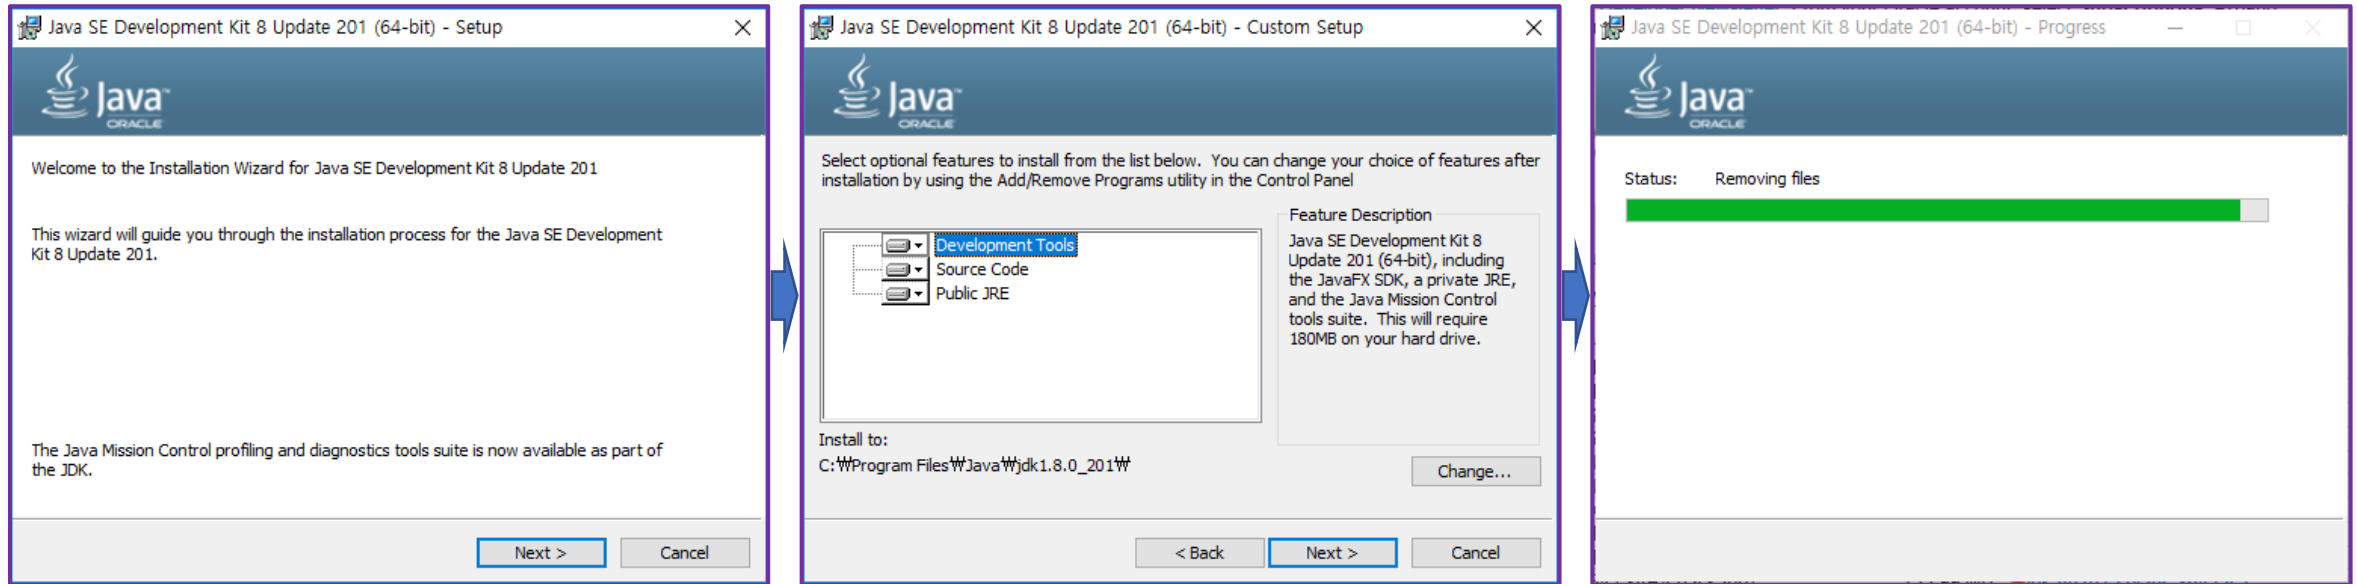 Java SE Development Kit 8 Update 201 (64-bit) - Setup
Java™
ORACLE
Welcome to the Installation Wizard for Java SE Development Kit 8 Update 201
This wizard will guide you through the installation process for the Java SE Development
Kit 8 Update 201.
The Java Mission Control profiling and diagnostics tools suite is now available as part of
the JDK.
Next >
Cancel
Java SE Development Kit 8 Update 201 (64-bit) - Custom Setup
Java™
ORACLE
Select optional features to install from the list below.  You can change your choice of features after
installation by using the Add/Remove Programs utility in the Control Panel
Development Tools
Source Code
Public JRE
Feature Description
Java SE Development Kit 8
Update 201 (64-bit), including
the JavaFX SDK, a private JRE,
and the Java Mission Control
tools suite.  This will require
180MB on your hard drive.
Install to:
C:₩Program Files₩Java₩jdk1.8.0_201₩
Change...
< Back
Next >
Cancel
Java SE Development Kit 8 Update 201 (64-bit) - Progress
Java™
ORACLE
Status: Removing files